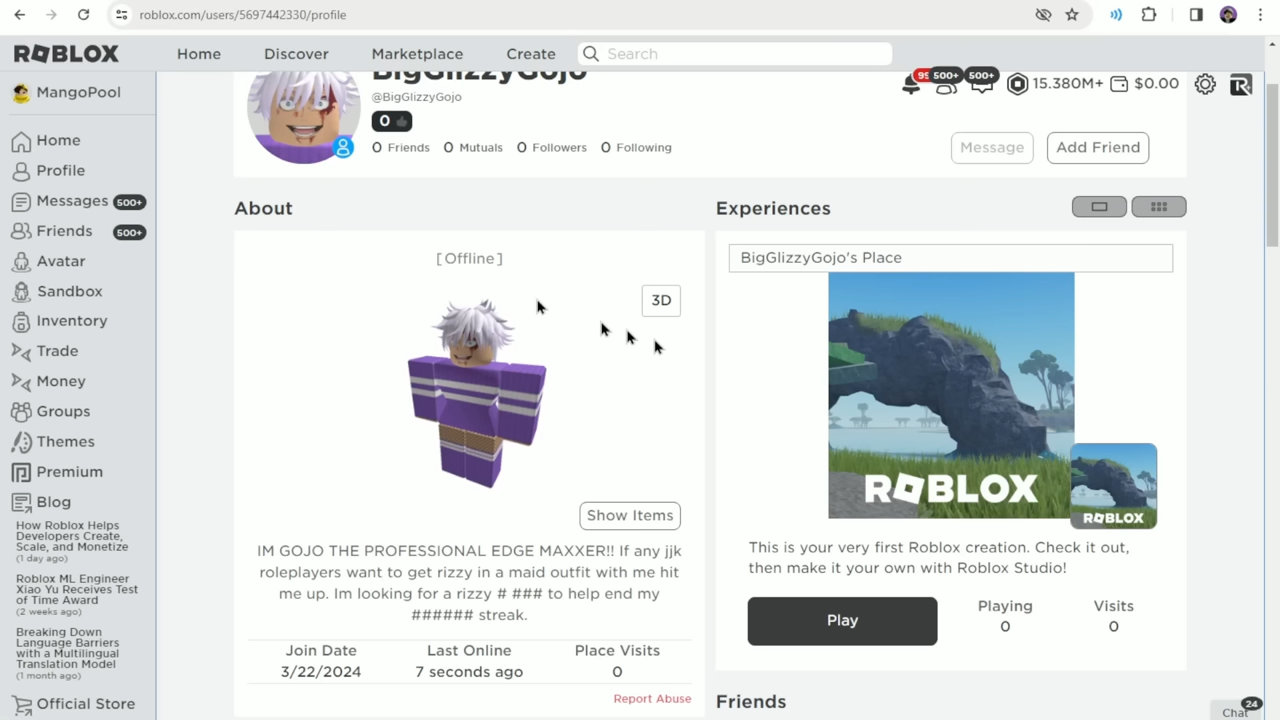 roblox.com/users/5697442330/profile
ROBLOX
Home
Discover
Marketplace
Create
Search
MangoPool
BigGlizzyGojo
@BigGlizzyGojo
0
0 Friends 0 Mutuals 0 Followers 0 Following
500+
500+
15.380M+
$0.00
Message
Add Friend
Home
Profile
Messages 500+
Friends 500+
Avatar
Sandbox
Inventory
Trade
Money
Groups
Themes
Premium
Blog
How Roblox Helps
Developers Create,
Scale, and Monetize
(1 day ago)
Roblox ML Engineer
Xiao Yu Receives Test
of Time Award
(2 weeks ago)
Breaking Down
Language Barriers
with a Multilingual
Translation Model
(1 month ago)
Official Store
About
[Offline]
3D
Show Items
IM GOJO THE PROFESSIONAL EDGE MAXXER!! If any jjk
roleplayers want to get rizzy in a maid outfit with me hit
me up. Im looking for a rizzy # ### to help end my
###### streak.
Join Date Last Online Place Visits
3/22/2024 7 seconds ago 0
Report Abuse
Experiences
BigGlizzyGojo's Place
ROBLOX
ROBLOX
This is your very first Roblox creation. Check it out,
then make it your own with Roblox Studio!
Play
Playing Visits
0 0
Friends
Chat 24